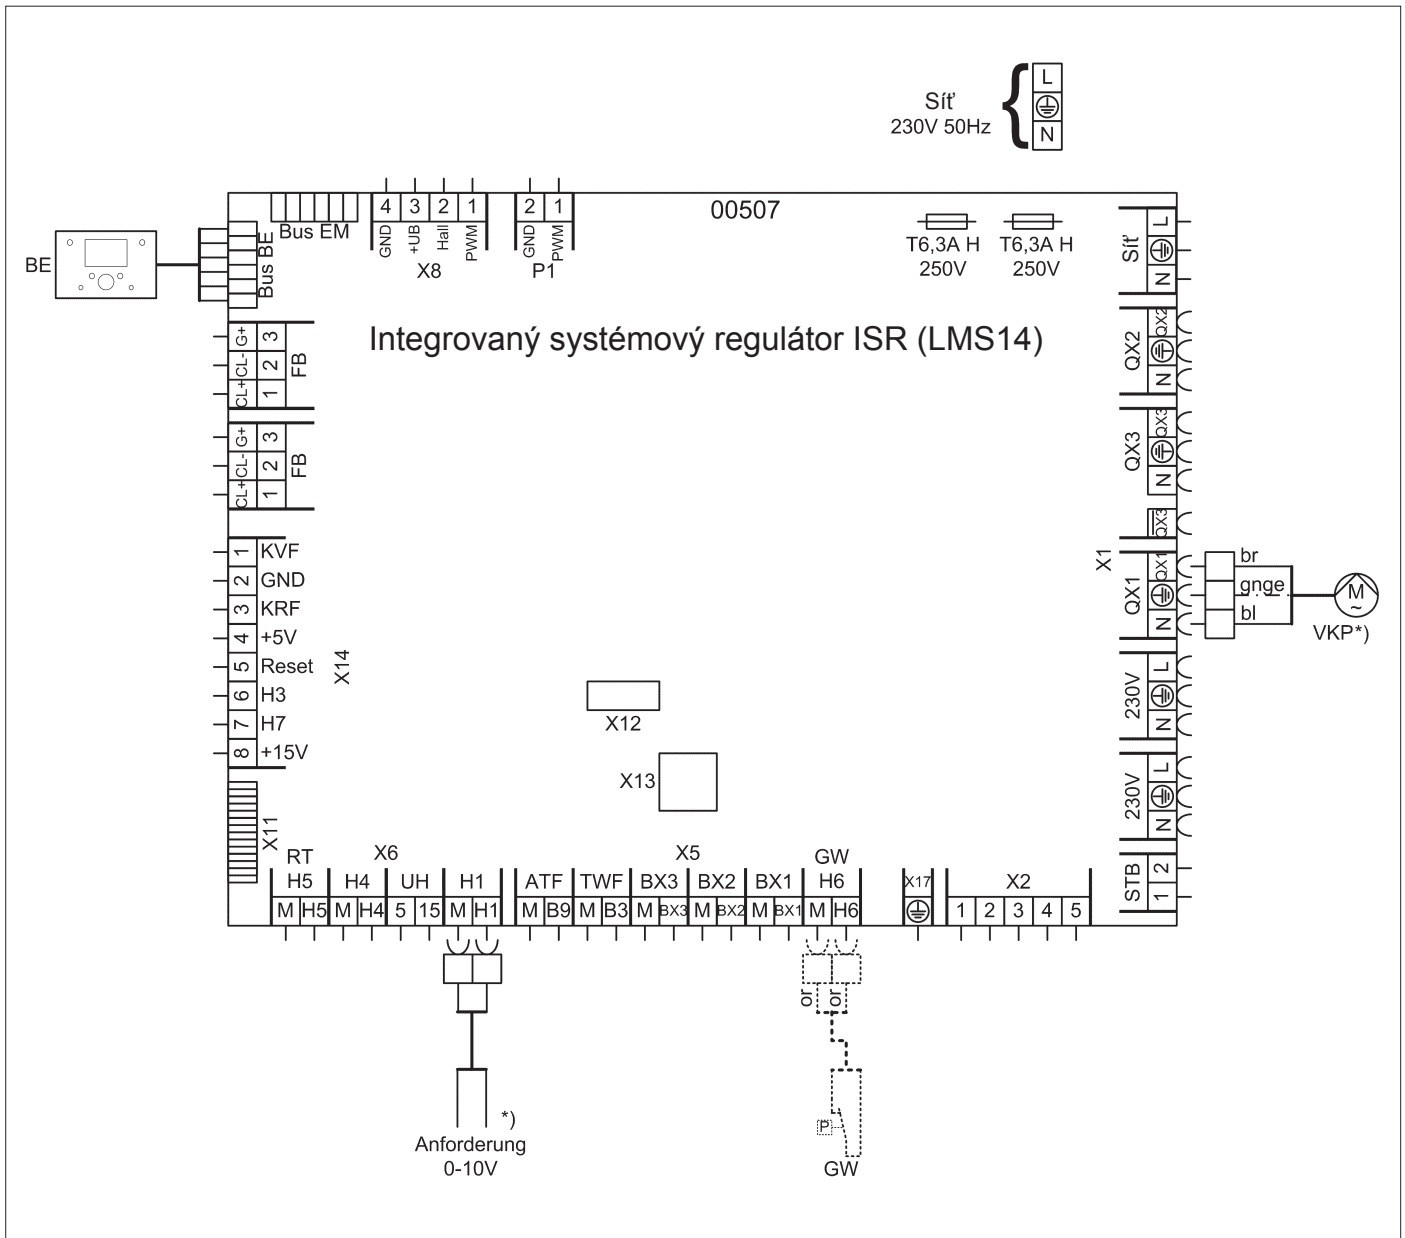 Síť
230V 50Hz
L
N
00507
4 3 2 1
GND +UB Hall PWM
X8
2 1
GND PWM
P1
Bus EM
T6,3A H
250V
T6,3A H
250V
BE
Bus BE
Integrovaný systémový regulátor ISR (LMS14)
G+ 3
CL- 2
CL+ 1
FB
G+ 3
CL- 2
CL+ 1
FB
1 KVF
2 GND
3 KRF
4 +5V
5 Reset
6 H3
7 H7
8 +15V
X14
X11
X12
X13
X1
Síť
L
N
QX2
QX2
N
QX3
QX3
N
QX3
QX1
QX1
N
br
gnge
bl
M
~
VKP*)
230V
L
N
230V
L
N
STB
2
1
RT X6 X5 GW
H5 H4 UH H1 ATF TWF BX3 BX2 BX1 H6 X17 X2
M H5 M H4 5 15 M H1 M B9 M B3 M BX3 M BX2 M BX1 M H6 1 2 3 4 5
or or
*)
Anforderung
0-10V
P
GW